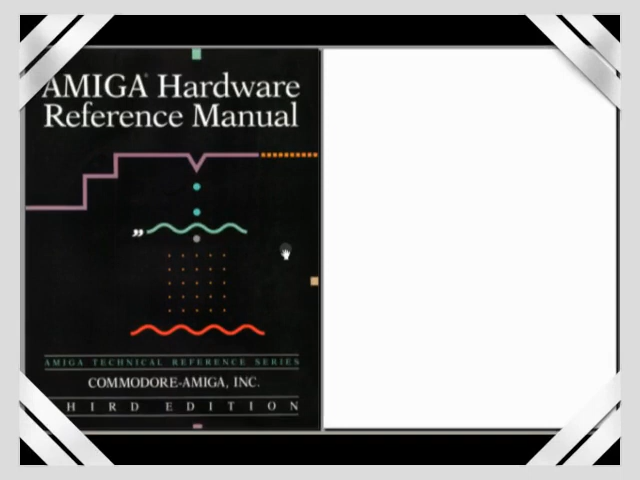 AMIGA® Hardware
Reference Manual
”
AMIGA TECHNICAL REFERENCE SERIES
COMMODORE-AMIGA, INC.
HIRD EDITION